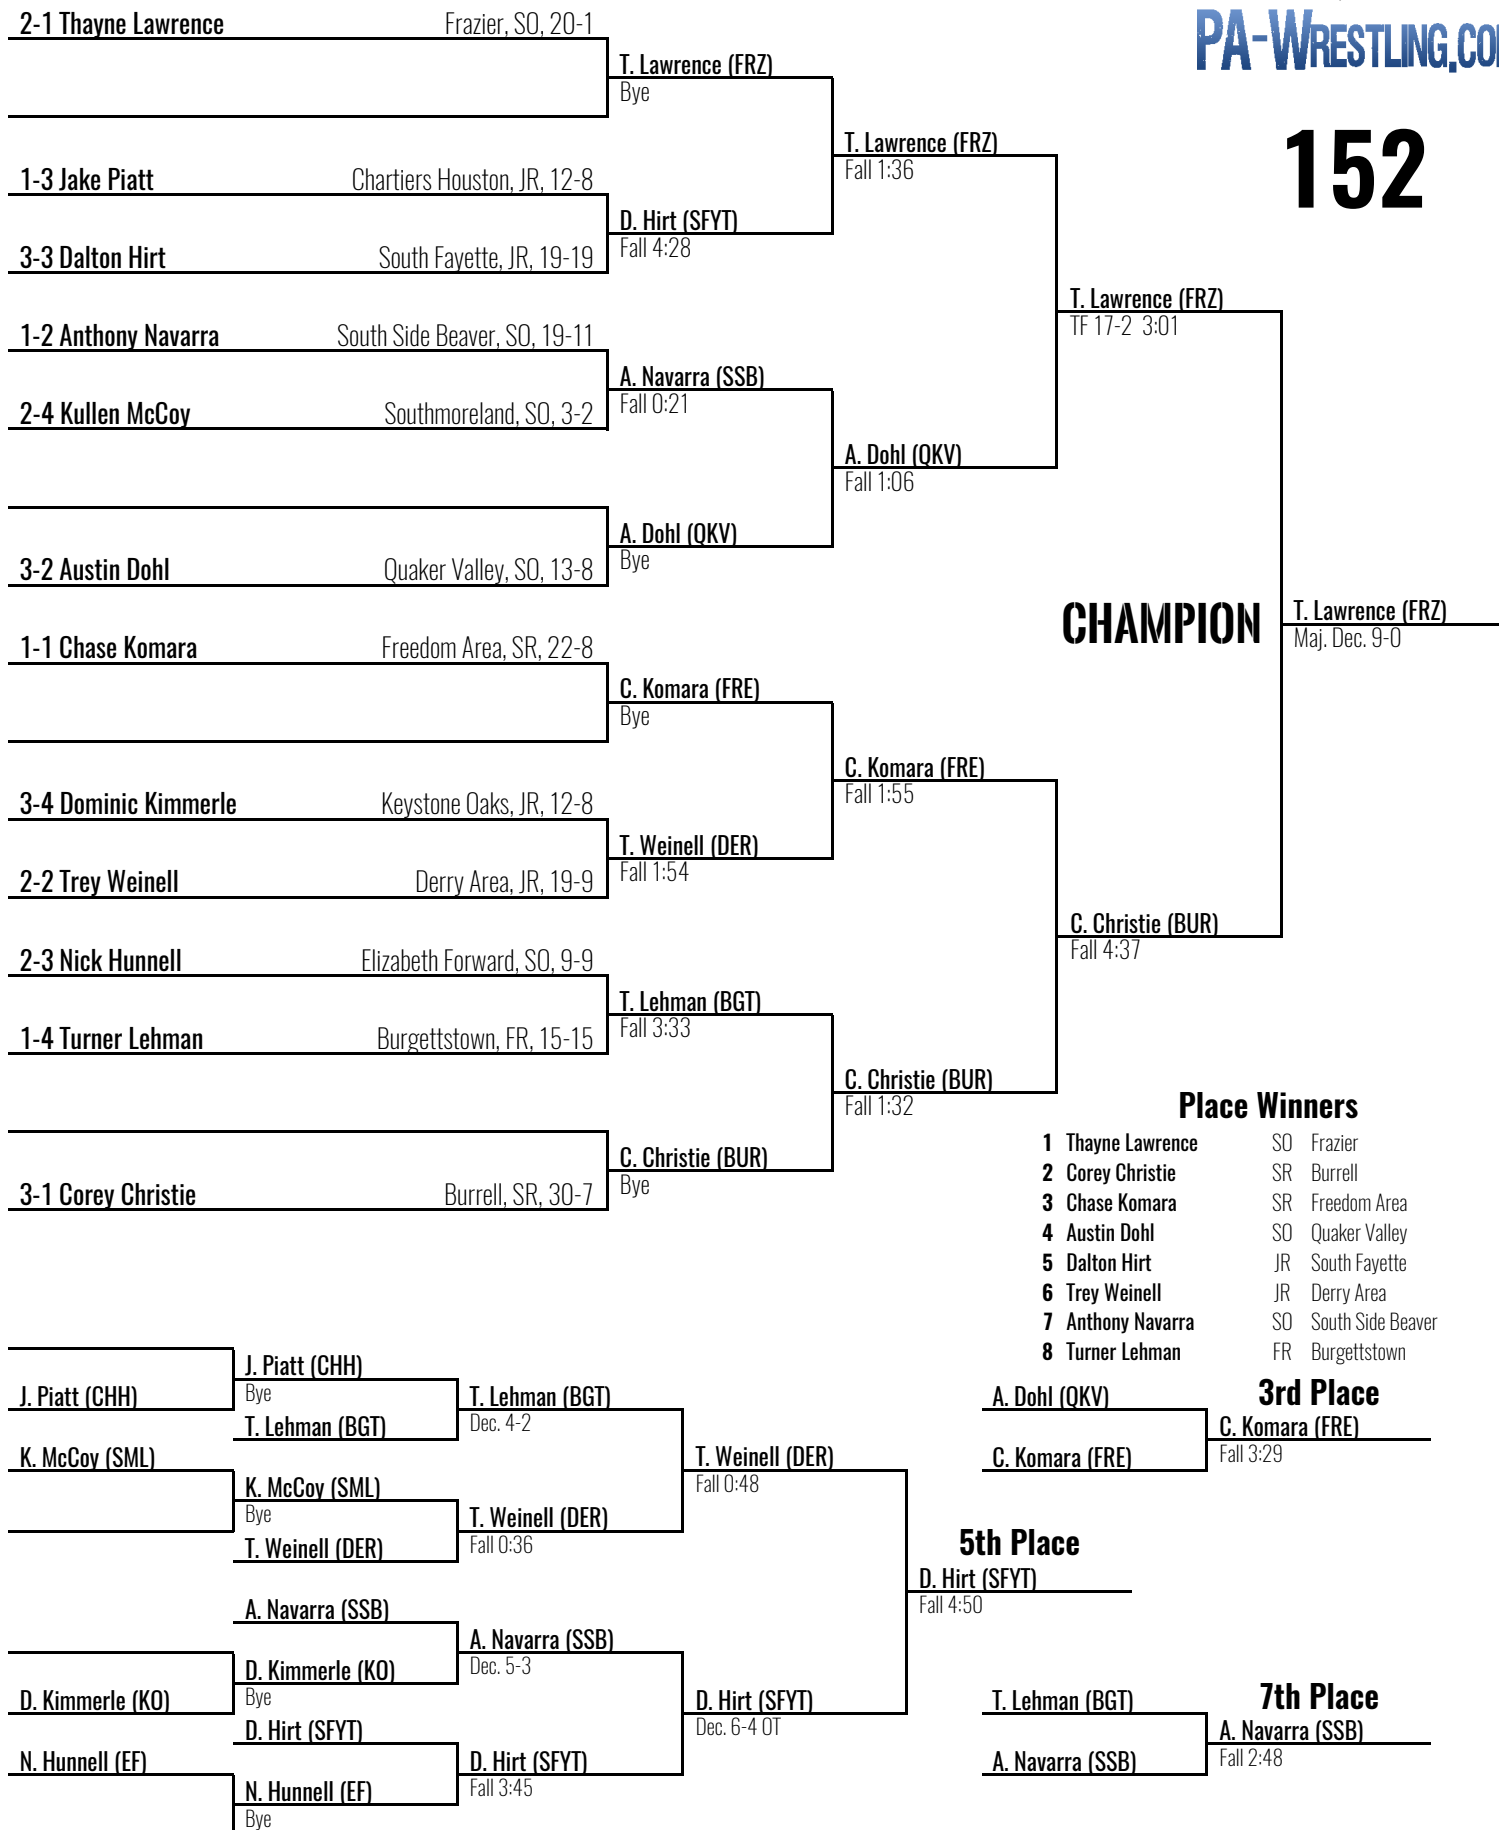 PA-WRESTLING.CO
152
2-1 Thayne Lawrence Frazier, SO, 20-1
T. Lawrence (FRZ)
Bye
T. Lawrence (FRZ)
Fall 1:36
1-3 Jake Piatt Chartiers Houston, JR, 12-8
D. Hirt (SFYT)
Fall 4:28
3-3 Dalton Hirt South Fayette, JR, 19-19
T. Lawrence (FRZ)
TF 17-2 3:01
1-2 Anthony Navarra South Side Beaver, SO, 19-11
A. Navarra (SSB)
Fall 0:21
2-4 Kullen McCoy Southmoreland, SO, 3-2
A. Dohl (QKV)
Fall 1:06
A. Dohl (QKV)
Bye
3-2 Austin Dohl Quaker Valley, SO, 13-8
CHAMPION
T. Lawrence (FRZ)
Maj. Dec. 9-0
1-1 Chase Komara Freedom Area, SR, 22-8
C. Komara (FRE)
Bye
C. Komara (FRE)
Fall 1:55
3-4 Dominic Kimmerle Keystone Oaks, JR, 12-8
T. Weinell (DER)
Fall 1:54
2-2 Trey Weinell Derry Area, JR, 19-9
C. Christie (BUR)
Fall 4:37
2-3 Nick Hunnell Elizabeth Forward, SO, 9-9
T. Lehman (BGT)
Fall 3:33
1-4 Turner Lehman Burgettstown, FR, 15-15
C. Christie (BUR)
Fall 1:32
C. Christie (BUR)
Bye
3-1 Corey Christie Burrell, SR, 30-7
Place Winners
1 Thayne Lawrence SO Frazier
2 Corey Christie SR Burrell
3 Chase Komara SR Freedom Area
4 Austin Dohl SO Quaker Valley
5 Dalton Hirt JR South Fayette
6 Trey Weinell JR Derry Area
7 Anthony Navarra SO South Side Beaver
8 Turner Lehman FR Burgettstown
J. Piatt (CHH)
Bye
J. Piatt (CHH)
T. Lehman (BGT)
Dec. 4-2
T. Lehman (BGT)
K. McCoy (SML)
T. Weinell (DER)
Fall 0:48
K. McCoy (SML)
Bye
T. Weinell (DER)
Fall 0:36
T. Weinell (DER)
A. Dohl (QKV)
3rd Place
C. Komara (FRE)
Fall 3:29
C. Komara (FRE)
5th Place
D. Hirt (SFYT)
Fall 4:50
A. Navarra (SSB)
A. Navarra (SSB)
Dec. 5-3
D. Kimmerle (KO)
Bye
D. Kimmerle (KO)
D. Hirt (SFYT)
Dec. 6-4 OT
D. Hirt (SFYT)
N. Hunnell (EF)
D. Hirt (SFYT)
Fall 3:45
N. Hunnell (EF)
Bye
T. Lehman (BGT)
7th Place
A. Navarra (SSB)
Fall 2:48
A. Navarra (SSB)